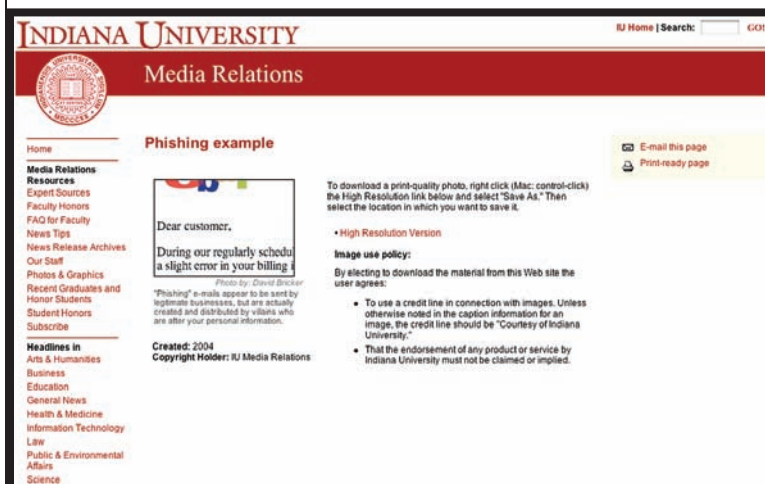 INDIANA UNIVERSITY
IU Home | Search:
GO!
Media Relations
Home
Media Relations
Resources
Expert Sources
Faculty Honors
FAQ for Faculty
News Tips
News Release Archives
Our Staff
Photos & Graphics
Recent Graduates and
Honor Students
Student Honors
Subscribe
Headlines in
Arts & Humanities
Business
Education
General News
Health & Medicine
Information Technology
Law
Public & Environmental
Affairs
Science
Phishing example
Dear customer,
During our regularly schedul
a slight error in your billing i
Photo by: David Bricker
"Phishing" e-mails appear to be sent by
legitimate businesses, but are actually
created and distributed by villains who
are after your personal information.
Created: 2004
Copyright Holder: IU Media Relations
To download a print-quality photo, right click (Mac: control-click)
the High Resolution link below and select "Save As." Then
select the location in which you want to save it.
• High Resolution Version
Image use policy:
By electing to download the material from this Web site the
user agrees:
• To use a credit line in connection with images. Unless
otherwise noted in the caption information for an
image, the credit line should be "Courtesy of Indiana
University."
• That the endorsement of any product or service by
Indiana University must not be claimed or implied.
E-mail this page
Print-ready page